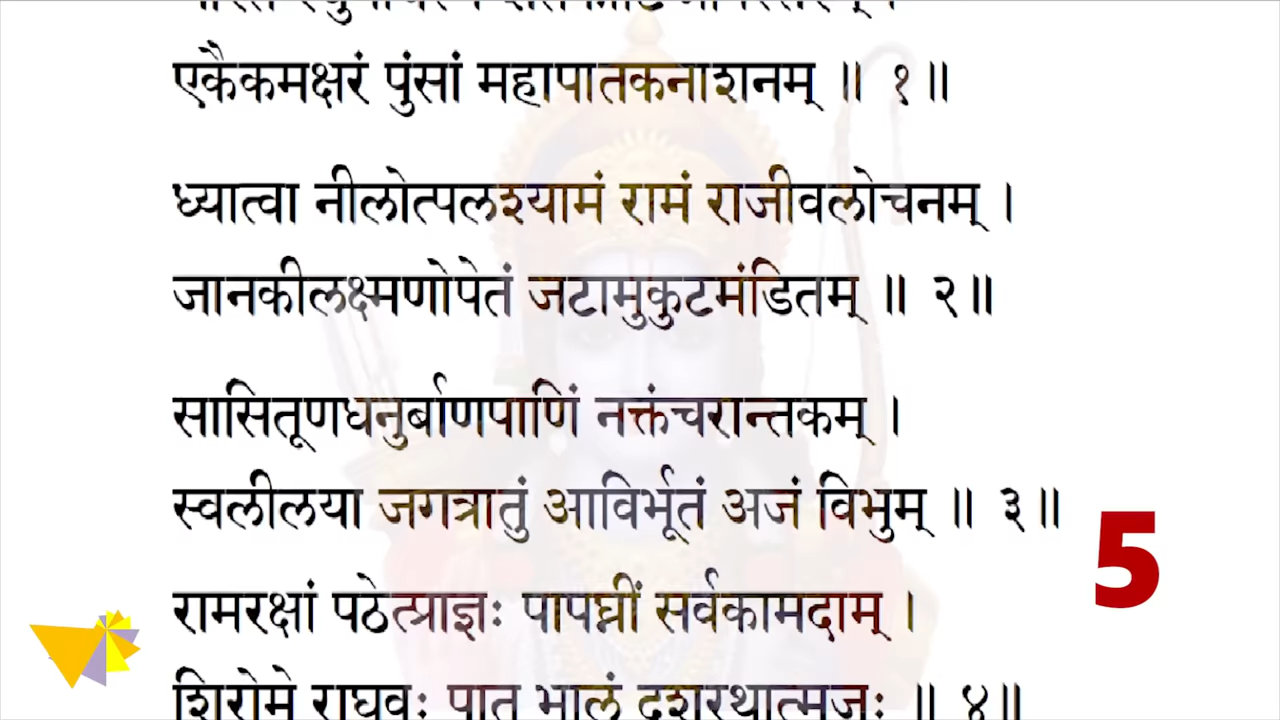 एकैकमक्षरं पुंसां महापातकनाशनम् ॥ १॥
ध्यात्वा नीलोत्पलश्यामं रामं राजीवलोचनम् ।
जानकीलक्ष्मणोपेतं जटामुकुटमंडितम् ॥ २॥
सासितूणधनुर्बाणपाणिं नक्तंचरान्तकम् ।
स्वलीलया जगत्रातुं आविर्भूतं अजं विभुम् ॥ ३॥
5
रामरक्षां पठेत्प्राज्ञः पापघ्नीं सर्वकामदाम् ।
शिरोमे राघवः पातु भालं दशरथात्मजः ॥ ४॥